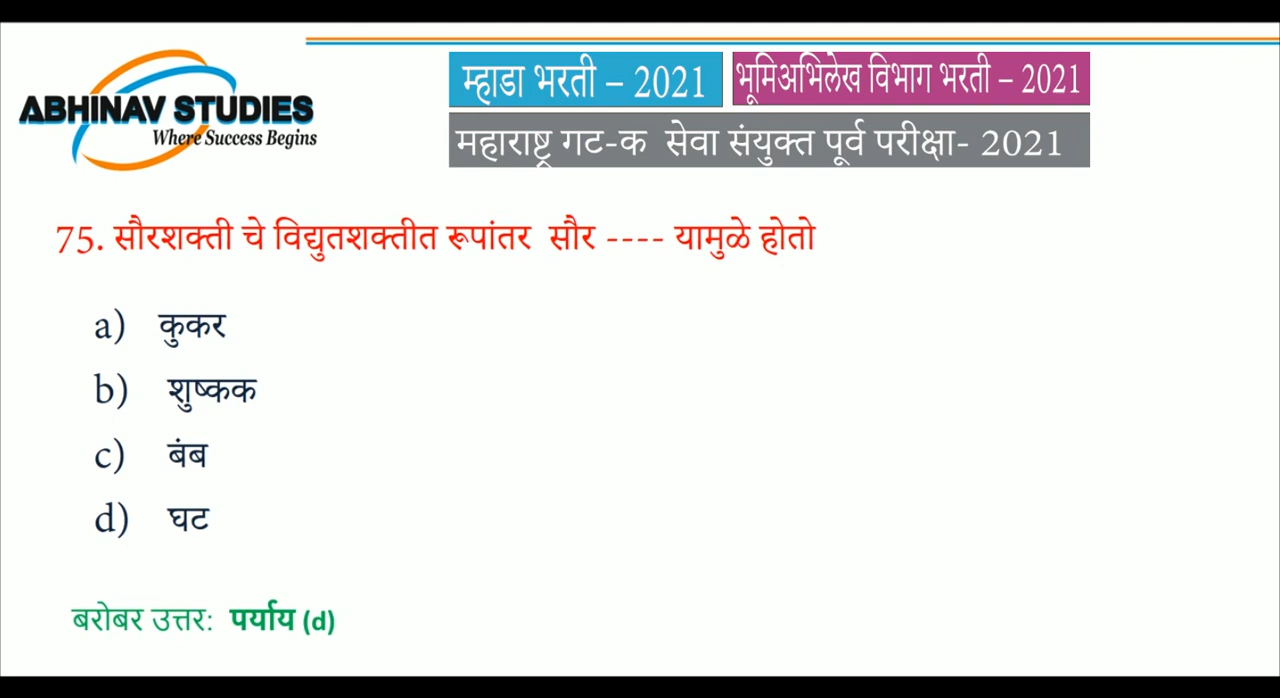 ABHINAV STUDIES
Where Success Begins
म्हाडा भरती – 2021
भूमिअभिलेख विभाग भरती – 2021
महाराष्ट्र गट-क सेवा संयुक्त पूर्व परीक्षा- 2021
75. सौरशक्ती चे विद्युतशक्तीत रूपांतर सौर ---- यामुळे होतो
a) कुकर
b) शुष्कक
c) बंब
d) घट
बरोबर उत्तर: पर्याय (d)